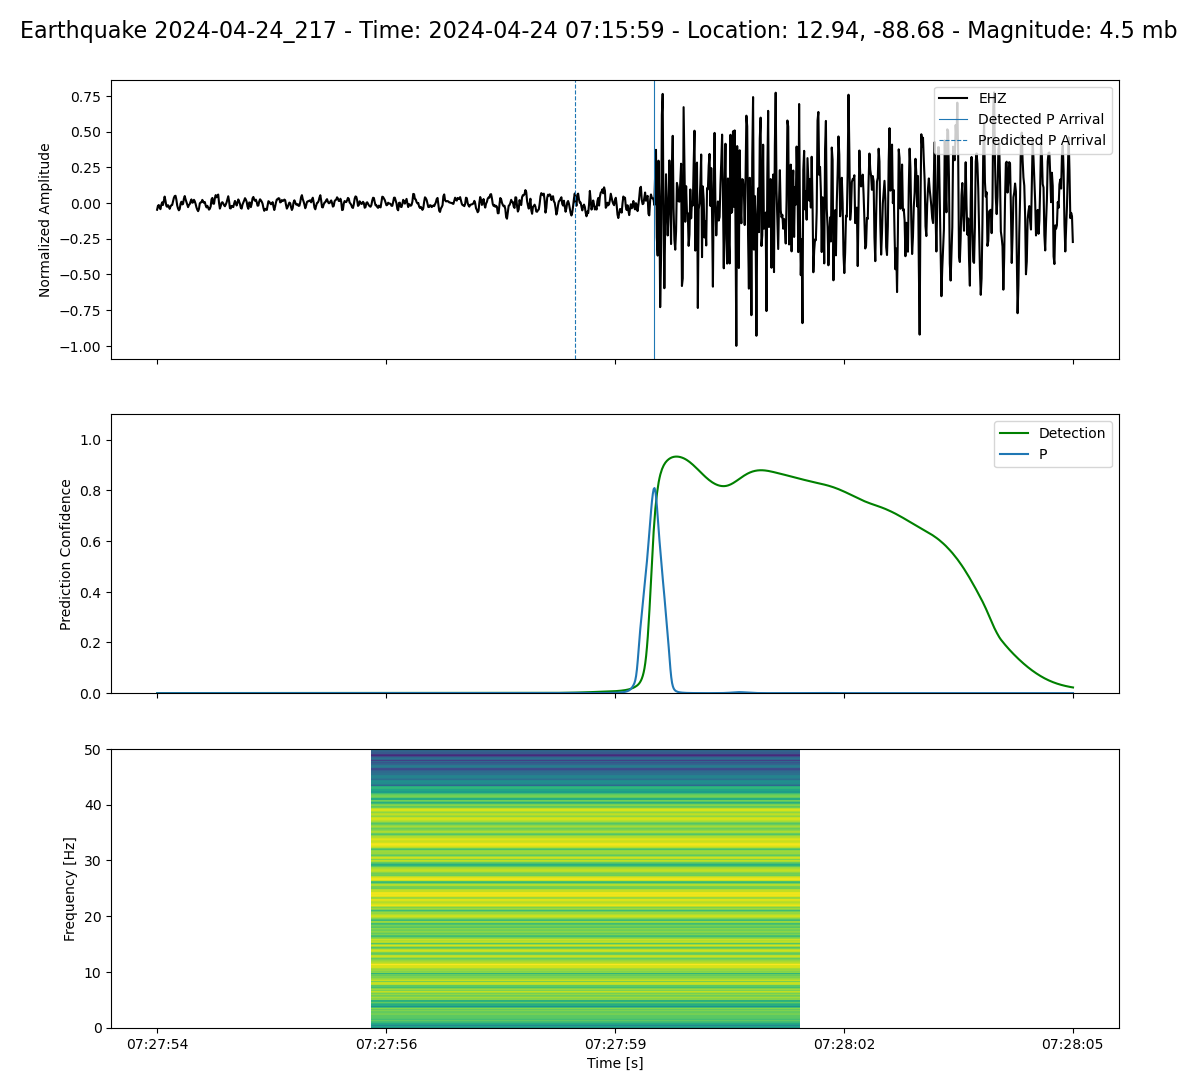 Earthquake 2024-04-24_217 - Time: 2024-04-24 07:15:59 - Location: 12.94, -88.68 - Magnitude: 4.5 mb
Normalized Amplitude
0.75
0.50
0.25
0.00
−0.25
−0.50
−0.75
−1.00
EHZ
Detected P Arrival
Predicted P Arrival
Prediction Confidence
1.0
0.8
0.6
0.4
0.2
0.0
Detection
P
Frequency [Hz]
50
40
30
20
10
0
07:27:54 07:27:56 07:27:59 07:28:02 07:28:05
Time [s]